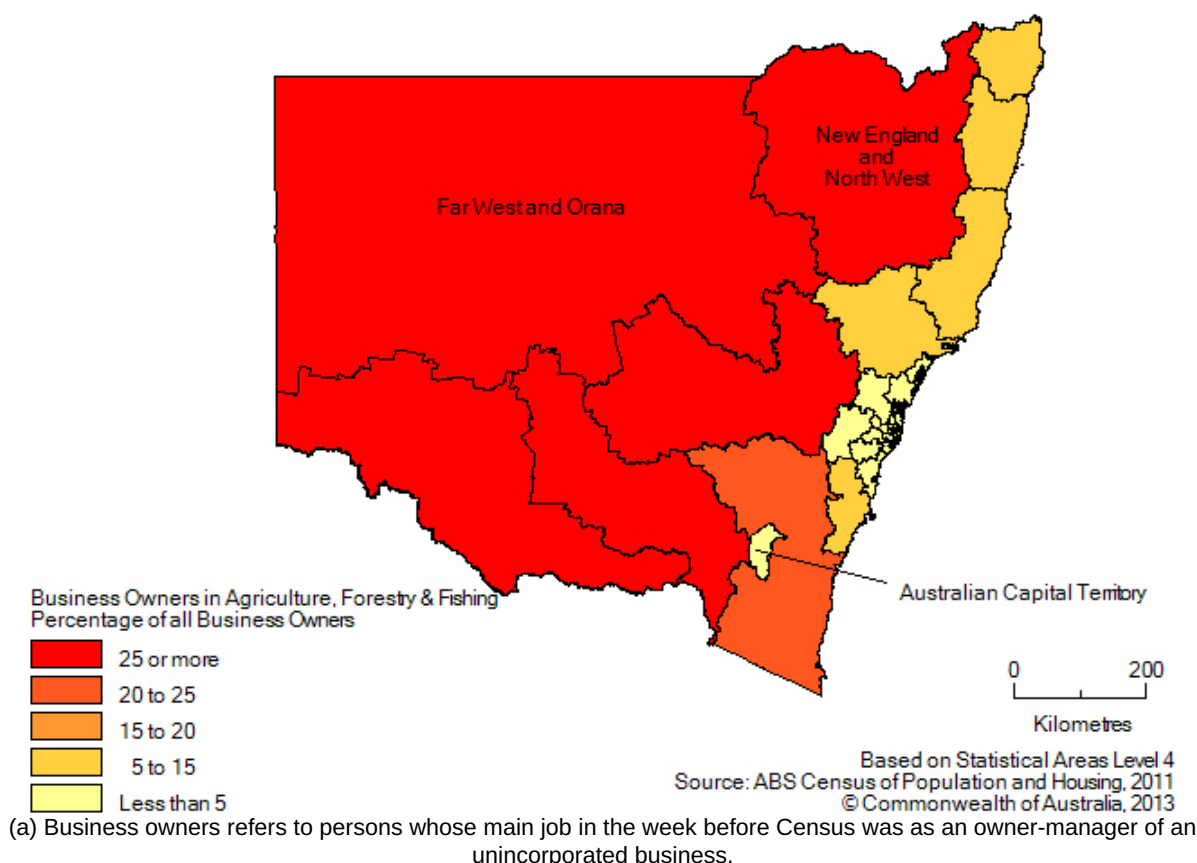 New England
and
North West
Far West and Orana
Australian Capital Territory
Business Owners in Agriculture, Forestry & Fishing
Percentage of all Business Owners
25 or more
20 to 25
15 to 20
5 to 15
Less than 5
0 200
Kilometres
Based on Statistical Areas Level 4
Source: ABS Census of Population and Housing, 2011
© Commonwealth of Australia, 2013
(a) Business owners refers to persons whose main job in the week before Census was as an owner-manager of an
unincorporated business.